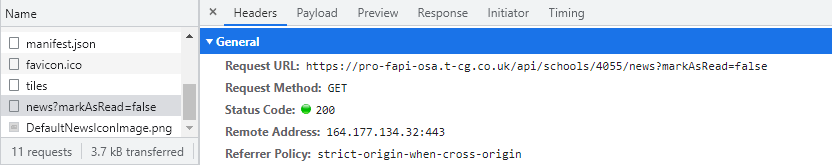 Name
manifest.json
favicon.ico
tiles
news?markAsRead=false
DefaultNewsIconImage.png
11 requests 3.7 kB transferred
Headers Payload Preview Response Initiator Timing
General
Request URL: https://pro-fapi-osa.t-cg.co.uk/api/schools/4055/news?markAsRead=false
Request Method: GET
Status Code: 200
Remote Address: 164.177.134.32:443
Referrer Policy: strict-origin-when-cross-origin